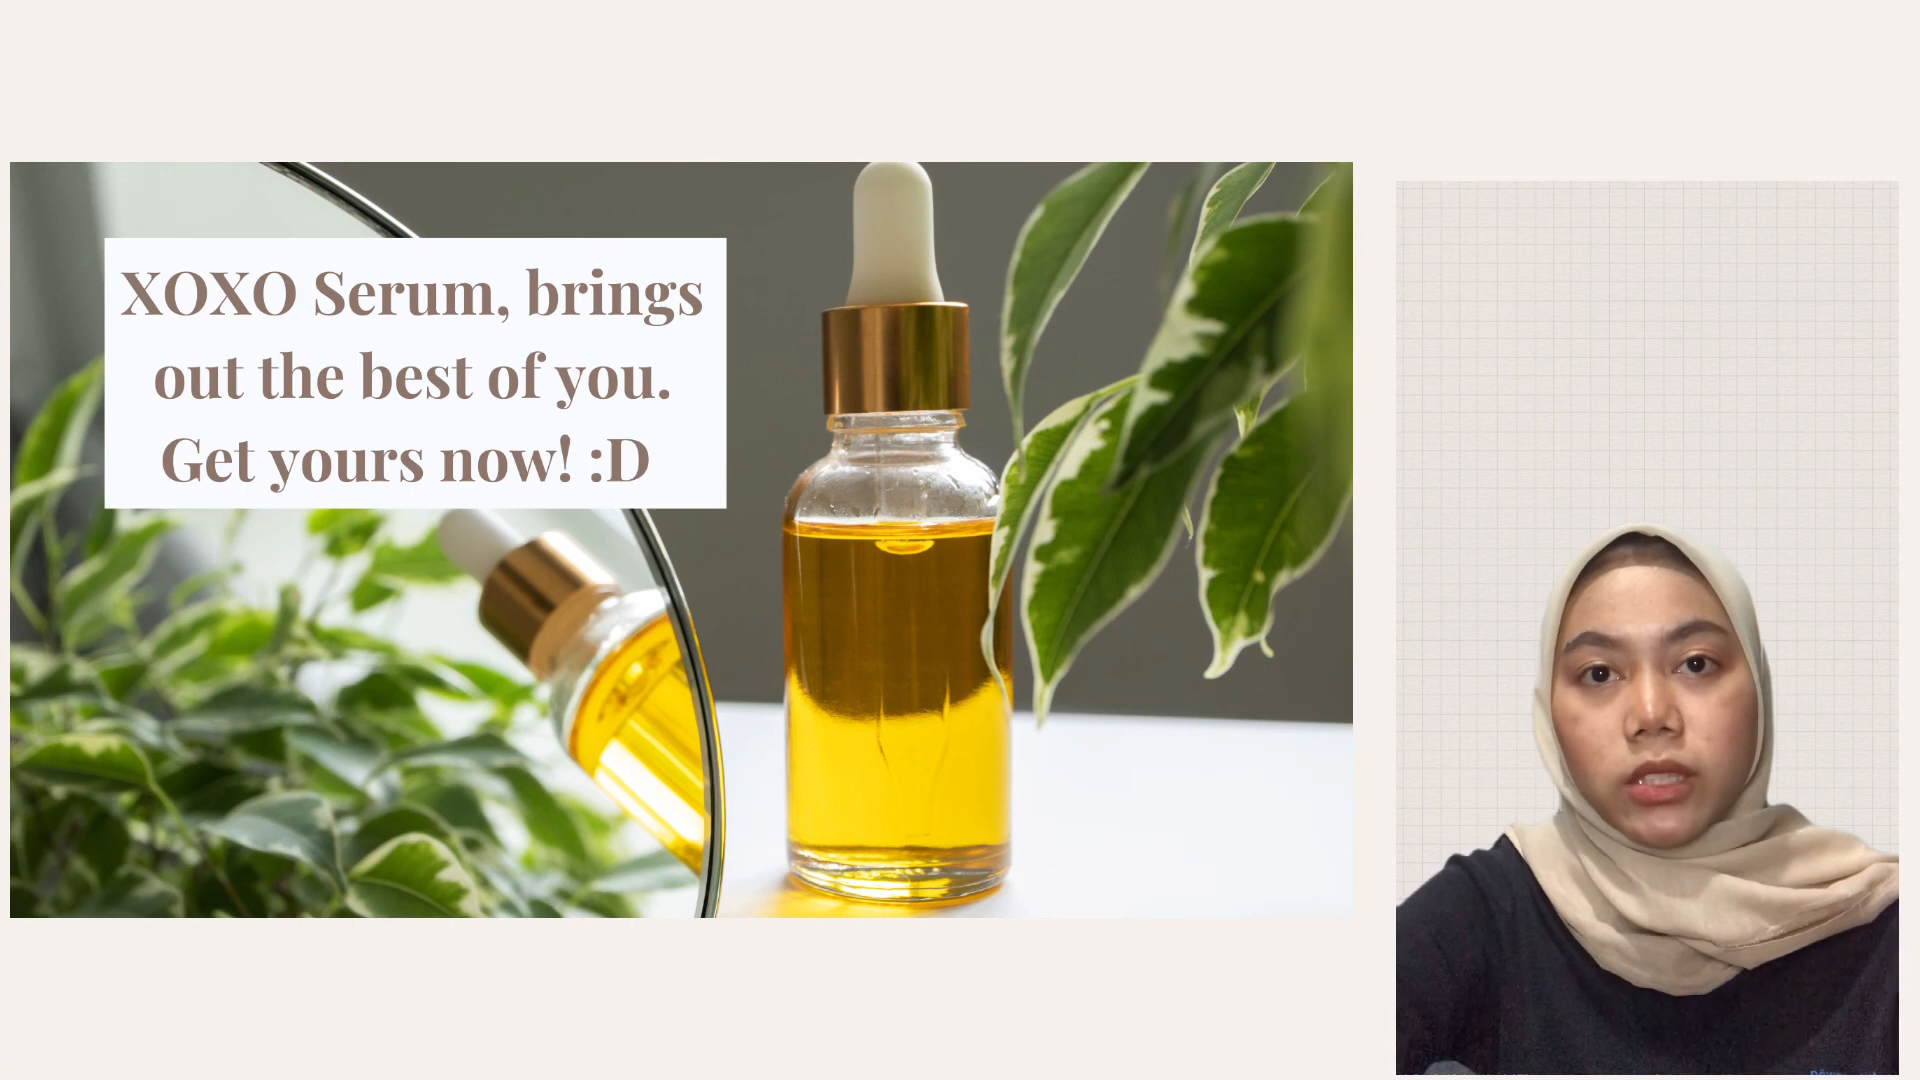 XOXO Serum, brings
out the best of you.
Get yours now! :D